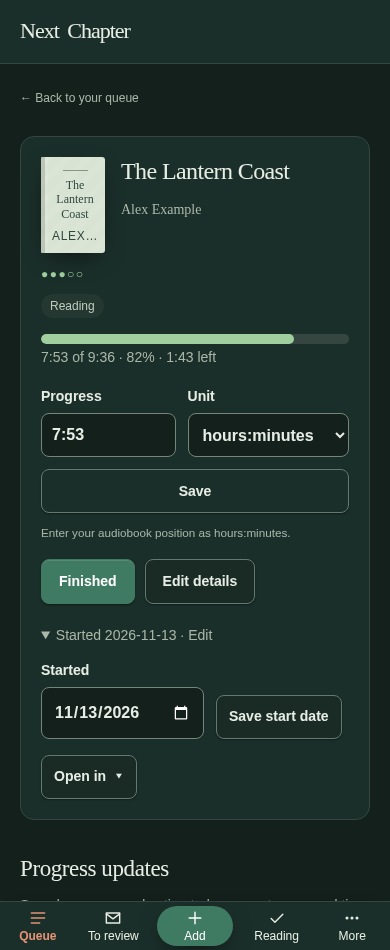 Next Chapter
← Back to your queue
The
Lantern
Coast
ALEX…
The Lantern Coast
Alex Example
Reading
7:53 of 9:36 · 82% · 1:43 left
Progress
Unit
7:53
hours:minutes
Save
Enter your audiobook position as hours:minutes.
Finished
Edit details
▼ Started 2026-11-13 · Edit
Started
11/13/2026
Save start date
Open in ▼
Progress updates
Queue
To review
Add
Reading
More